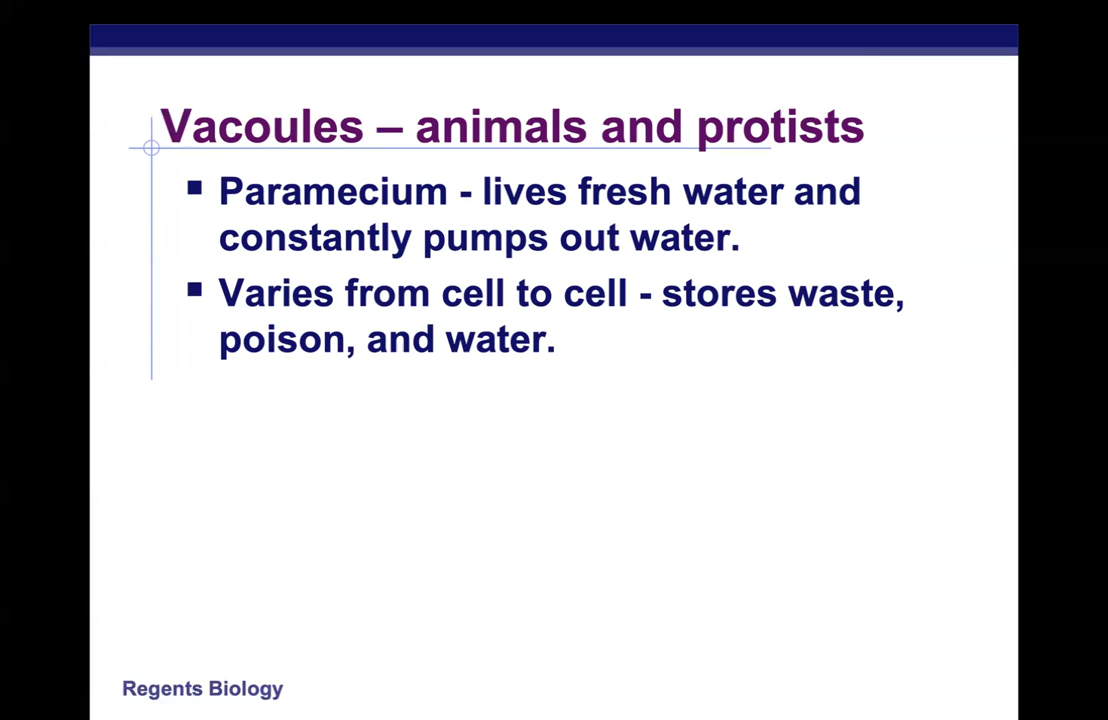 Vacoules – animals and protists
▪ Paramecium - lives fresh water and
constantly pumps out water.
▪ Varies from cell to cell - stores waste,
poison, and water.
Regents Biology